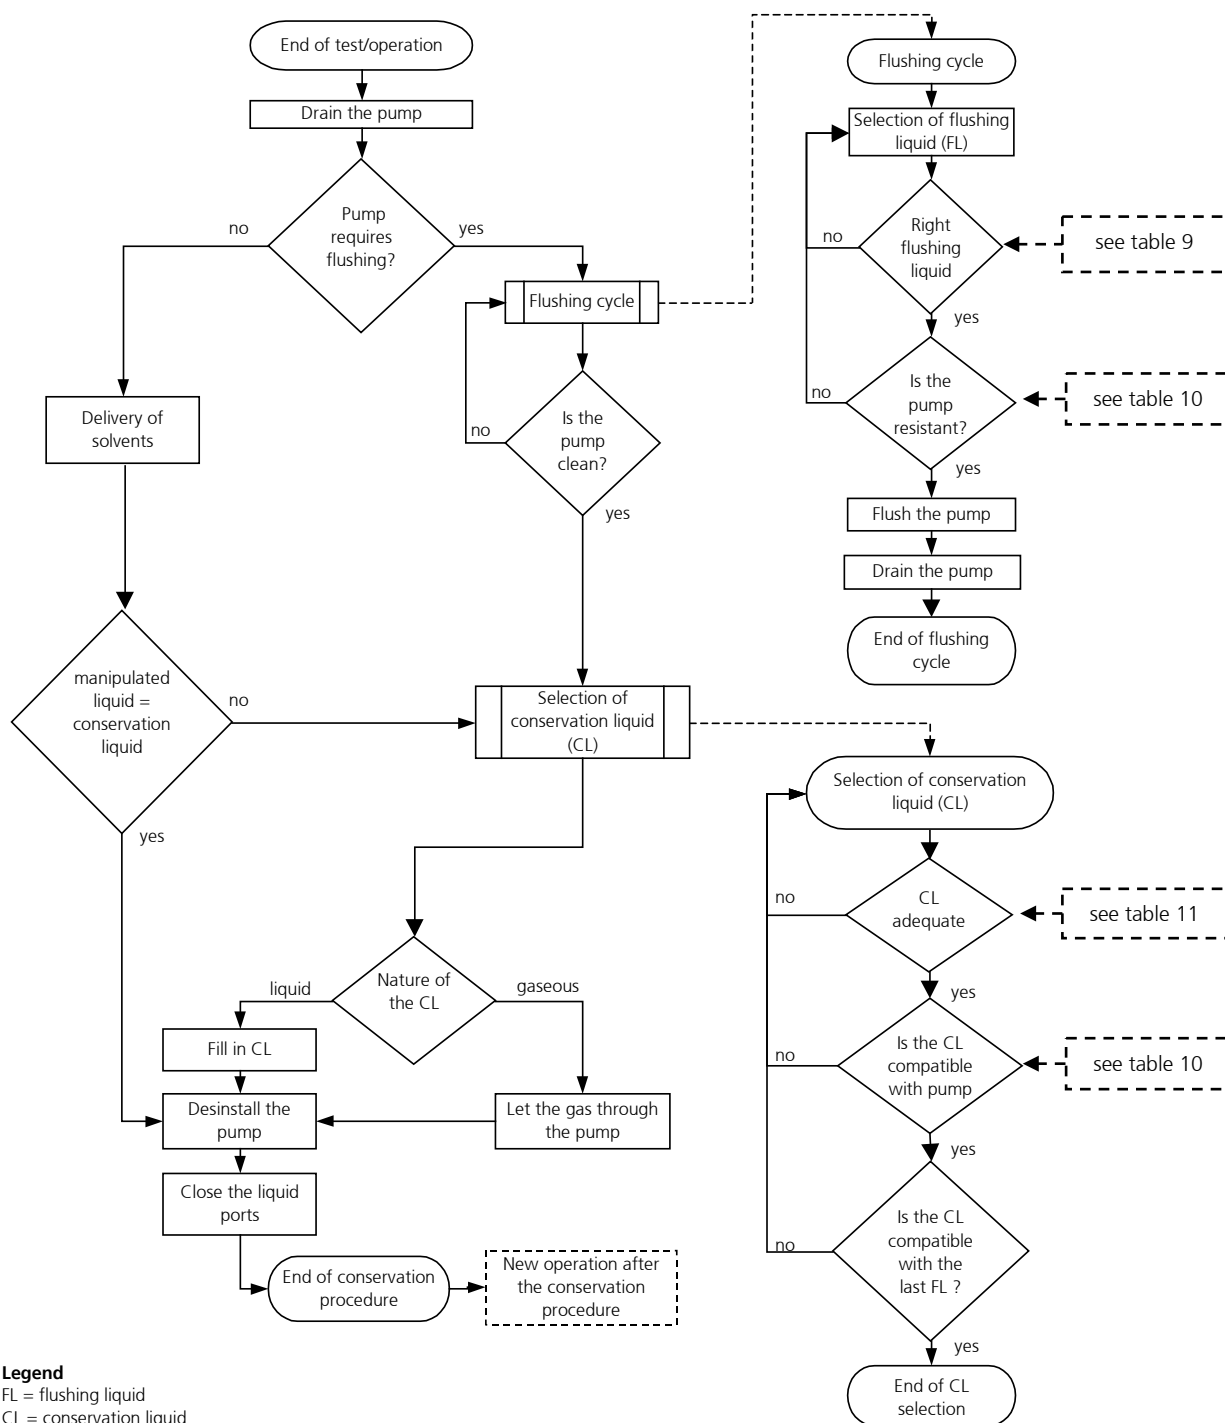 End of test/operation
Drain the pump
Pump
requires
flushing?
no
yes
Flushing cycle
Is the
pump
clean?
no
yes
Delivery of
solvents
manipulated
liquid =
conservation
liquid
no
yes
Selection of
conservation liquid
(CL)
Nature of
the CL
liquid
gaseous
Fill in CL
Desinstall the
pump
Let the gas through
the pump
Close the liquid
ports
End of conservation
procedure
New operation after
the conservation
procedure
Flushing cycle
Selection of flushing
liquid (FL)
Right
flushing
liquid
no
see table 9
yes
Is the
pump
resistant?
no
see table 10
yes
Flush the pump
Drain the pump
End of flushing
cycle
Selection of conservation
liquid (CL)
CL
adequate
no
see table 11
yes
Is the CL
compatible
with pump
no
see table 10
yes
Is the CL
compatible
with the
last FL ?
no
yes
End of CL
selection
Legend
FL = flushing liquid
CL = conservation liquid